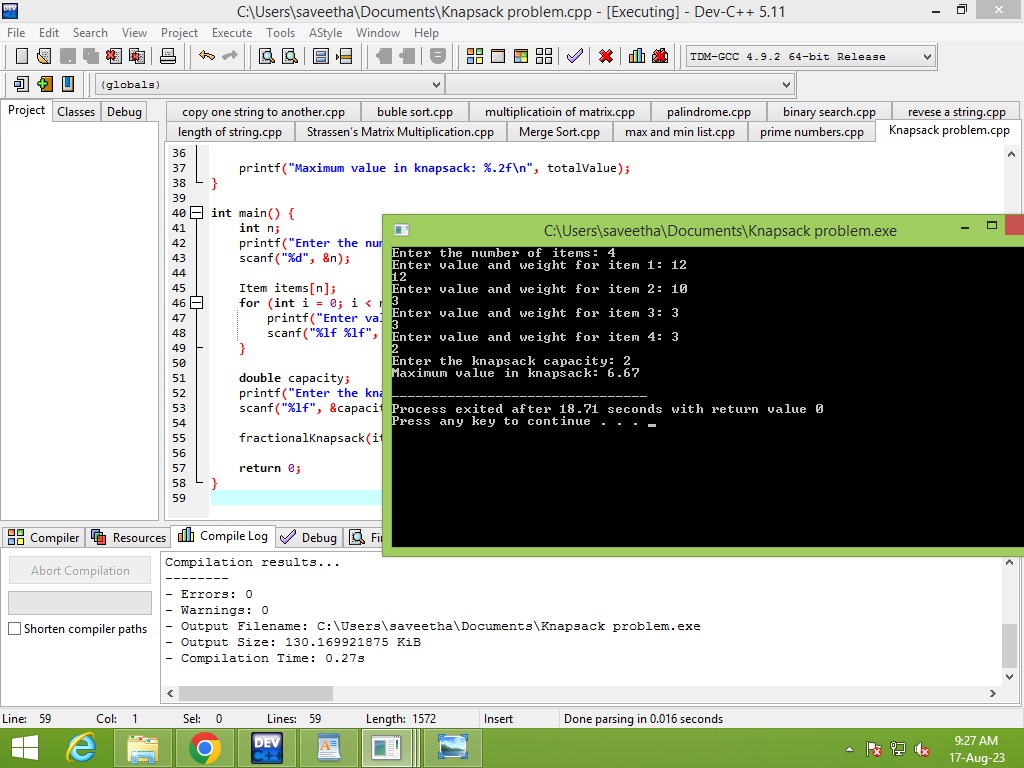 C:\Users\saveetha\Documents\Knapsack problem.cpp - [Executing] - Dev-C++ 5.11
File Edit Search View Project Execute Tools AStyle Window Help
TDM-GCC 4.9.2 64-bit Release
(globals)
Project Classes Debug
copy one string to another.cpp buble sort.cpp multiplicatioin of matrix.cpp palindrome.cpp binary search.cpp revese a string.cpp
length of string.cpp Strassen's Matrix Multiplication.cpp Merge Sort.cpp max and min list.cpp prime numbers.cpp Knapsack problem.cpp
36
37 printf("Maximum value in knapsack: %.2f\n", totalValue);
38 }
39
40 int main() {
41 int n;
42 printf("Enter the num
43 scanf("%d", &n);
44
45 Item items[n];
46 for (int i = 0; i < n
47 printf("Enter val
48 scanf("%lf %lf",
49 }
50
51 double capacity;
52 printf("Enter the kna
53 scanf("%lf", &capacit
54
55 fractionalKnapsack(it
56
57 return 0;
58 }
59
C:\Users\saveetha\Documents\Knapsack problem.exe
Enter the number of items: 4
Enter value and weight for item 1: 12
12
Enter value and weight for item 2: 10
3
Enter value and weight for item 3: 3
3
Enter value and weight for item 4: 3
2
Enter the knapsack capacity: 2
Maximum value in knapsack: 6.67
--------------------------------
Process exited after 18.71 seconds with return value 0
Press any key to continue . . . _
Compiler Resources Compile Log Debug Fi
Abort Compilation
Shorten compiler paths
Compilation results...
--------
- Errors: 0
- Warnings: 0
- Output Filename: C:\Users\saveetha\Documents\Knapsack problem.exe
- Output Size: 130.169921875 KiB
- Compilation Time: 0.27s
Line: 59 Col: 1 Sel: 0 Lines: 59 Length: 1572 Insert Done parsing in 0.016 seconds
DEV C++
9:27 AM
17-Aug-23